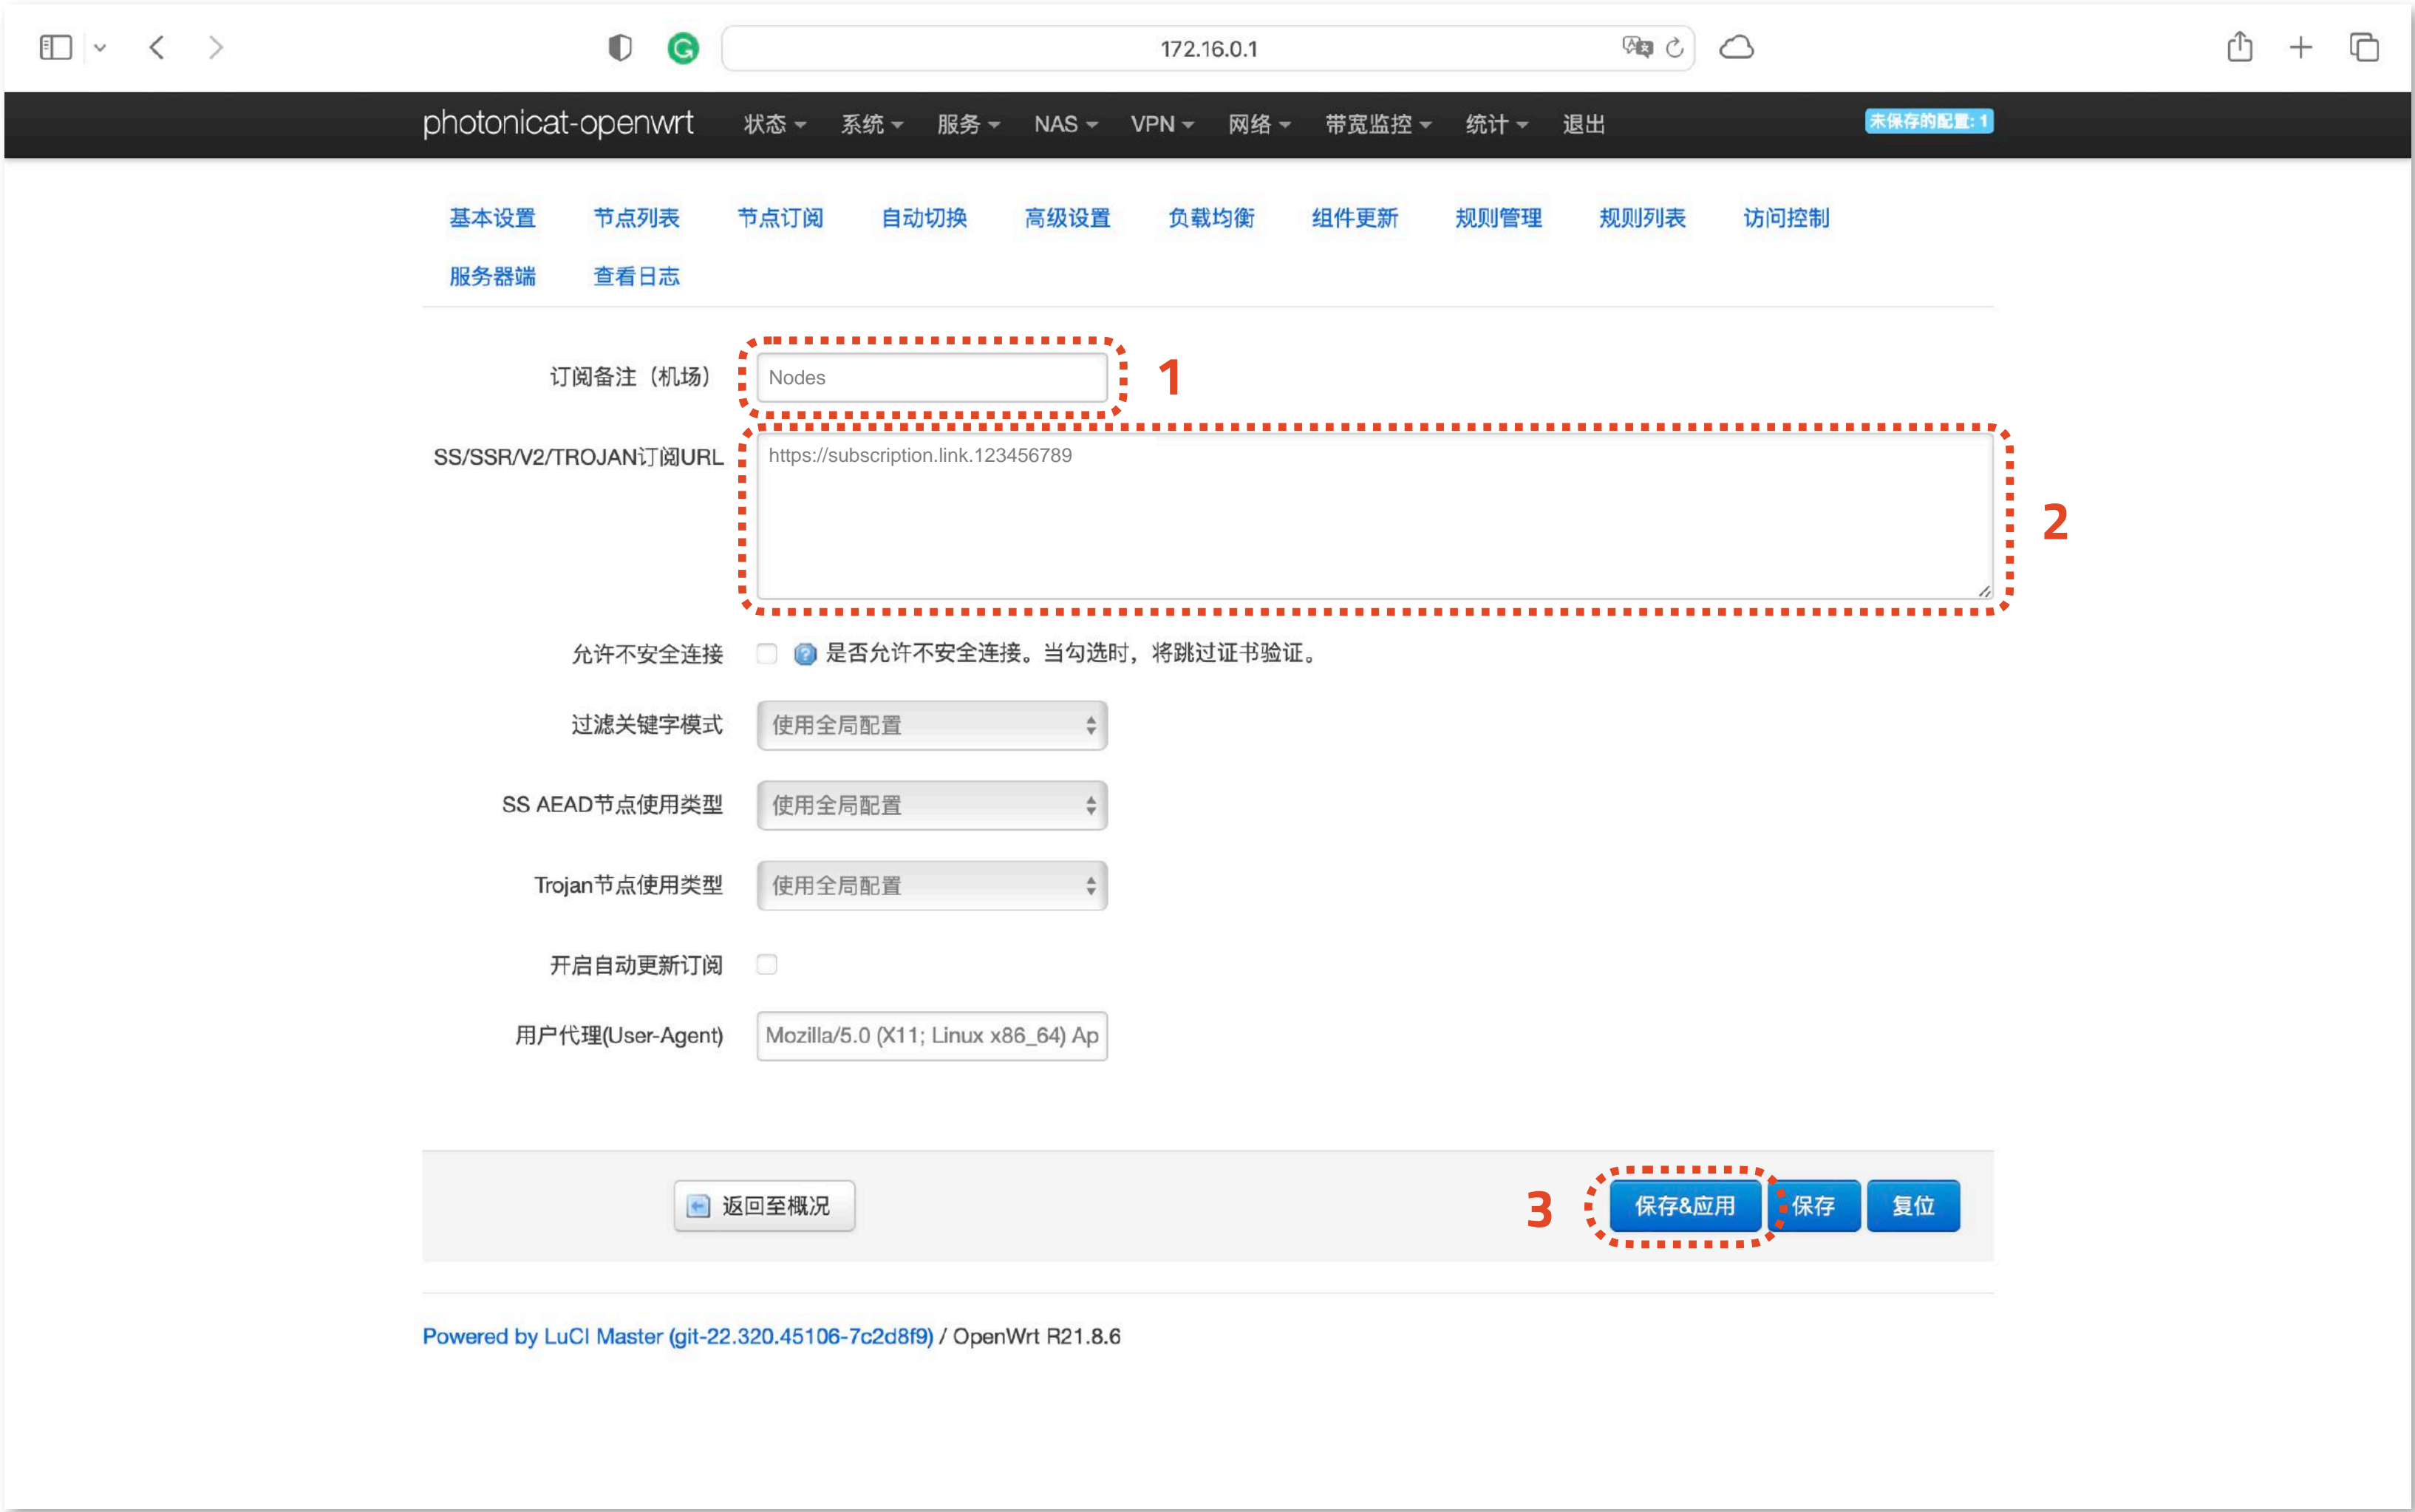 172.16.0.1
photonicat-openwrt 状态 系统 服务 NAS VPN 网络 带宽监控 统计 退出 未保存的配置: 1
基本设置 节点列表 节点订阅 自动切换 高级设置 负载均衡 组件更新 规则管理 规则列表 访问控制
服务器端 查看日志
订阅备注（机场） Nodes 1
SS/SSR/V2/TROJAN订阅URL https://subscription.link.123456789
2
允许不安全连接 是否允许不安全连接。当勾选时，将跳过证书验证。
过滤关键字模式 使用全局配置
SS AEAD节点使用类型 使用全局配置
Trojan节点使用类型 使用全局配置
开启自动更新订阅
用户代理(User-Agent) Mozilla/5.0 (X11; Linux x86_64) Ap
返回至概况 3 保存&应用 保存 复位
Powered by LuCI Master (git-22.320.45106-7c2d8f9) / OpenWrt R21.8.6